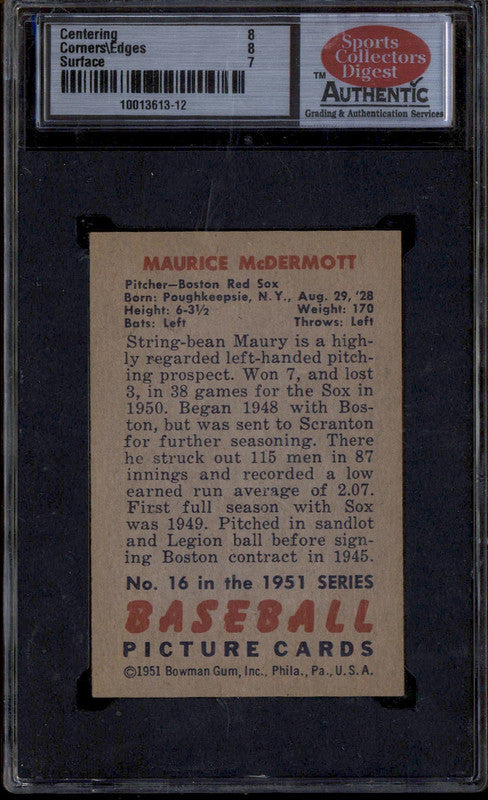 Centering 8
Corners\Edges 8
Surface 7
10013613-12
Sports
Collectors
Digest
™ AUTHENTIC
Grading & Authentication Services
MAURICE McDERMOTT
Pitcher—Boston Red Sox
Born: Poughkeepsie, N.Y., Aug. 29, '28
Height: 6-3½ Weight: 170
Bats: Left Throws: Left
String-bean Maury is a high-
ly regarded left-handed pitch-
ing prospect. Won 7, and lost
3, in 38 games for the Sox in
1950. Began 1948 with Bos-
ton, but was sent to Scranton
for further seasoning. There
he struck out 115 men in 87
innings and recorded a low
earned run average of 2.07.
First full season with Sox
was 1949. Pitched in sandlot
and Legion ball before sign-
ing Boston contract in 1945.
No. 16 in the 1951 SERIES
BASEBALL
PICTURE CARDS
©1951 Bowman Gum, Inc., Phila., Pa., U.S.A.